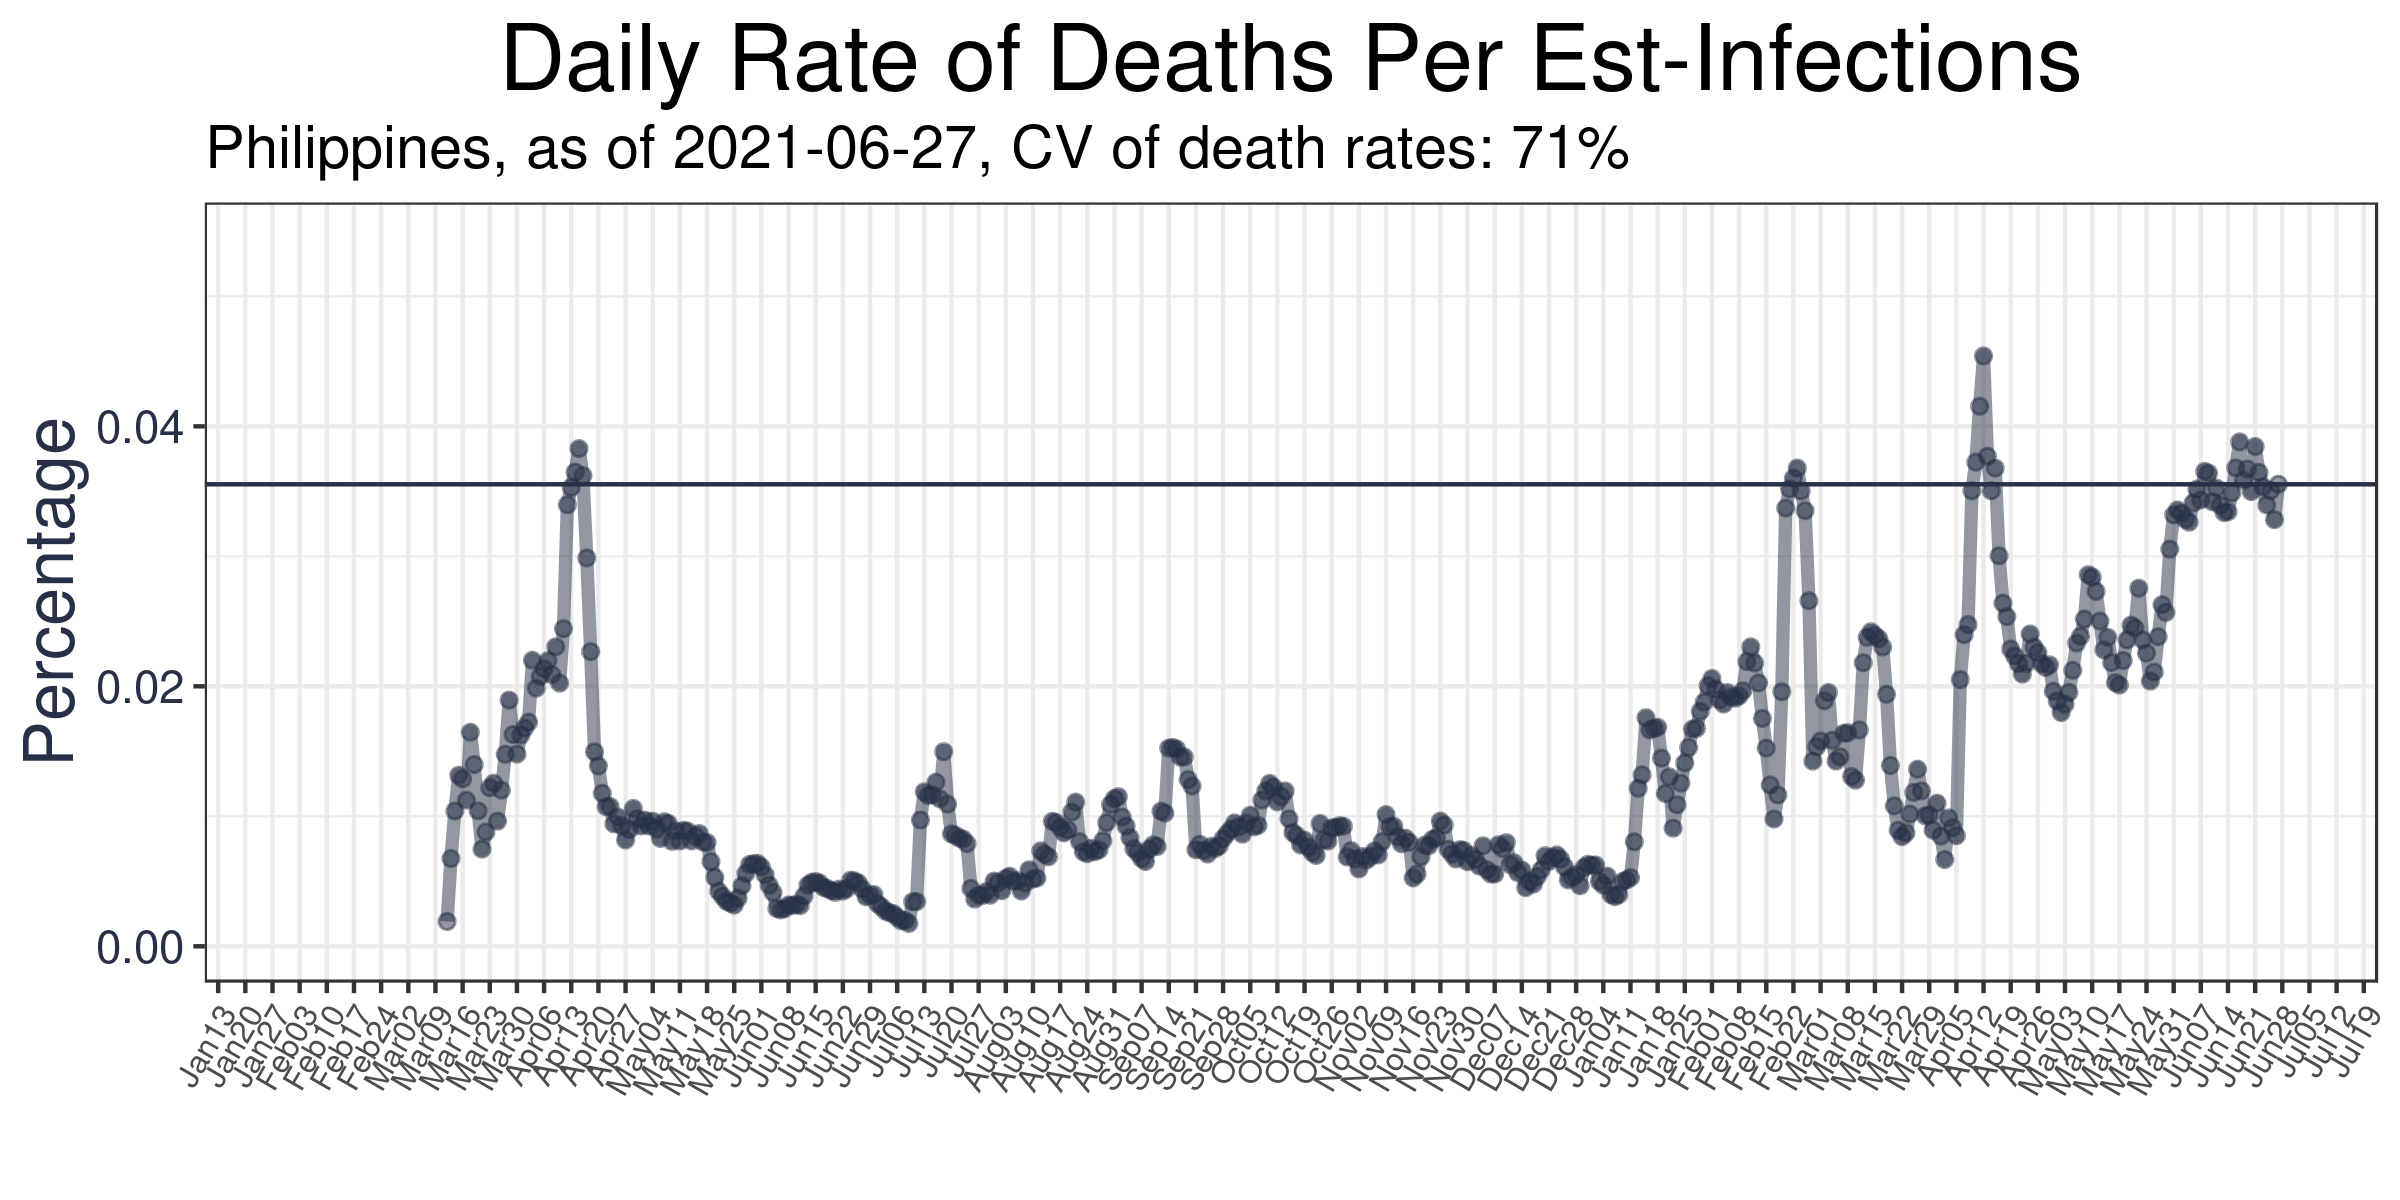 Daily Rate of Deaths Per Est-Infections
Philippines, as of 2021-06-27, CV of death rates: 71%
Percentage
0.04
0.02
0.00
Jan13
Jan20
Jan27
Feb03
Feb10
Feb17
Feb24
Mar02
Mar09
Mar16
Mar23
Mar30
Apr06
Apr13
Apr20
Apr27
May04
May11
May18
May25
Jun01
Jun08
Jun15
Jun22
Jun29
Jul06
Jul13
Jul20
Jul27
Aug03
Aug10
Aug17
Aug24
Aug31
Sep07
Sep14
Sep21
Sep28
Oct05
Oct12
Oct19
Oct26
Nov02
Nov09
Nov16
Nov23
Nov30
Dec07
Dec14
Dec21
Dec28
Jan04
Jan11
Jan18
Jan25
Feb01
Feb08
Feb15
Feb22
Mar01
Mar08
Mar15
Mar22
Mar29
Apr05
Apr12
Apr19
Apr26
May03
May10
May17
May24
May31
Jun07
Jun14
Jun21
Jun28
Jul05
Jul12
Jul19